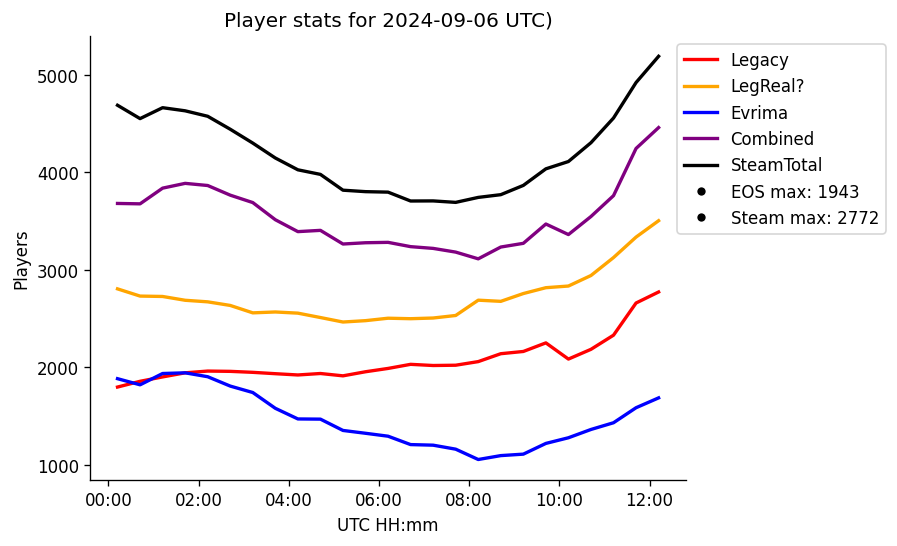 Player stats for 2024-09-06 UTC)
Legacy
LegReal?
Evrima
Combined
SteamTotal
EOS max: 1943
Steam max: 2772
Players
5000
4000
3000
2000
1000
00:00 02:00 04:00 06:00 08:00 10:00 12:00
UTC HH:mm